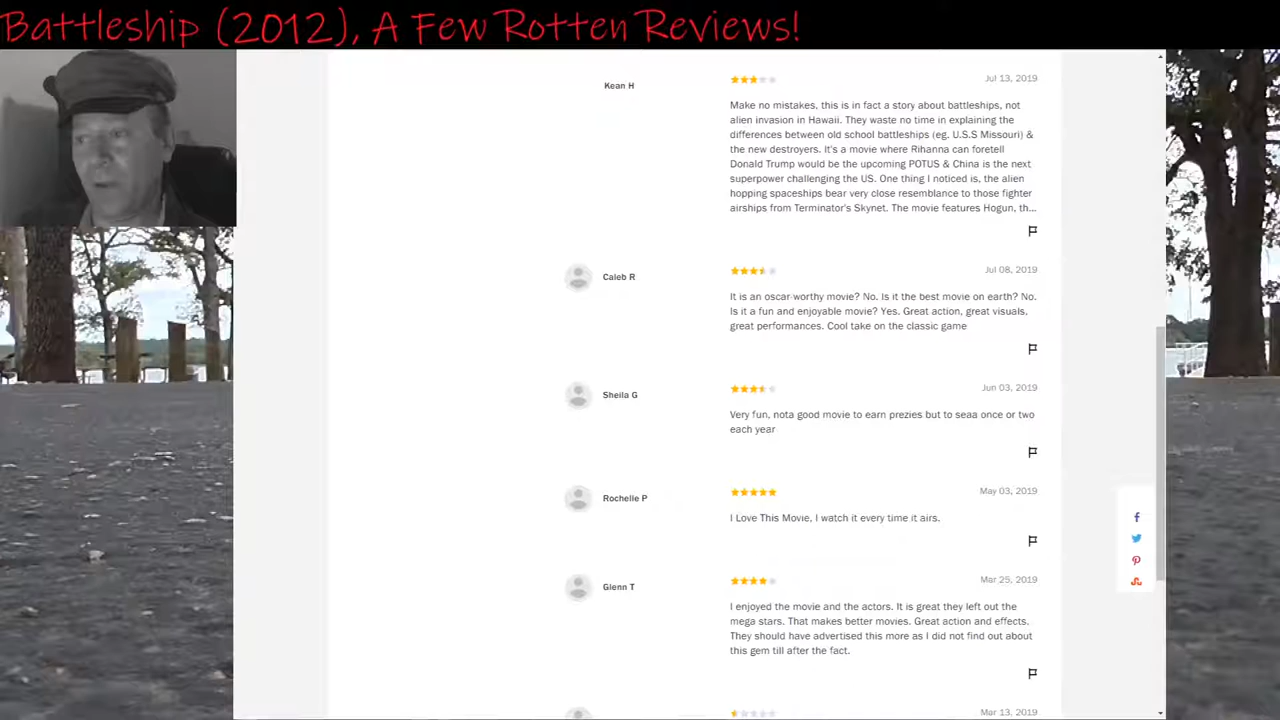 Battleship (2012), A Few Rotten Reviews!
Kean H
Jul 13, 2019
Make no mistakes, this is in fact a story about battleships, not
alien invasion in Hawaii. They waste no time in explaining the
differences between old school battleships (eg. U.S.S Missouri) &
the new destroyers. It's a movie where Rihanna can foretell
Donald Trump would be the upcoming POTUS & China is the next
superpower challenging the US. One thing I noticed is, the alien
hopping spaceships bear very close resemblance to those fighter
airships from Terminator's Skynet. The movie features Hogun, th...
Caleb R
Jul 08, 2019
It is an oscar-worthy movie? No. Is it the best movie on earth? No.
Is it a fun and enjoyable movie? Yes. Great action, great visuals,
great performances. Cool take on the classic game
Sheila G
Jun 03, 2019
Very fun, nota good movie to earn prezies but to seaa once or two
each year
Rochelle P
May 03, 2019
I Love This Movie, I watch it every time it airs.
Glenn T
Mar 25, 2019
I enjoyed the movie and the actors. It is great they left out the
mega stars. That makes better movies. Great action and effects.
They should have advertised this more as I did not find out about
this gem till after the fact.
Mar 13, 2019